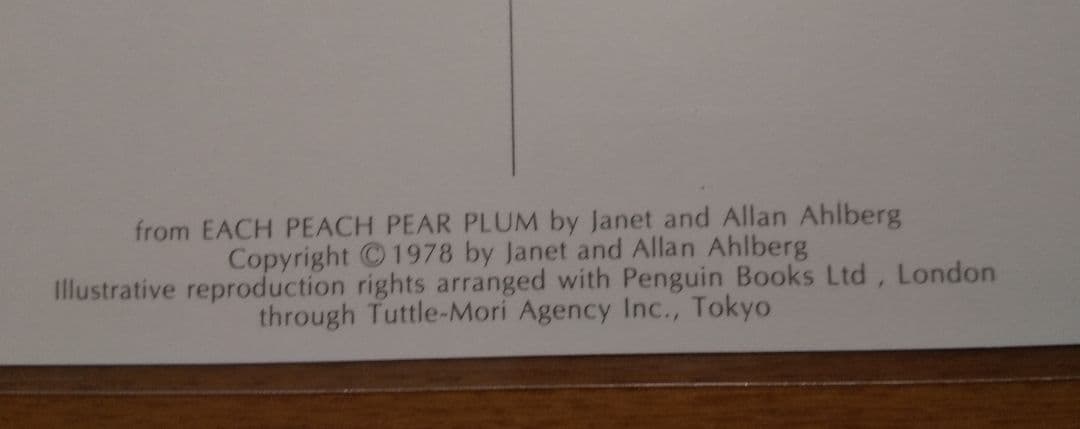 from EACH PEACH PEAR PLUM by Janet and Allan Ahlberg
Copyright © 1978 by Janet and Allan Ahlberg
Illustrative reproduction rights arranged with Penguin Books Ltd , London
through Tuttle-Mori Agency Inc., Tokyo